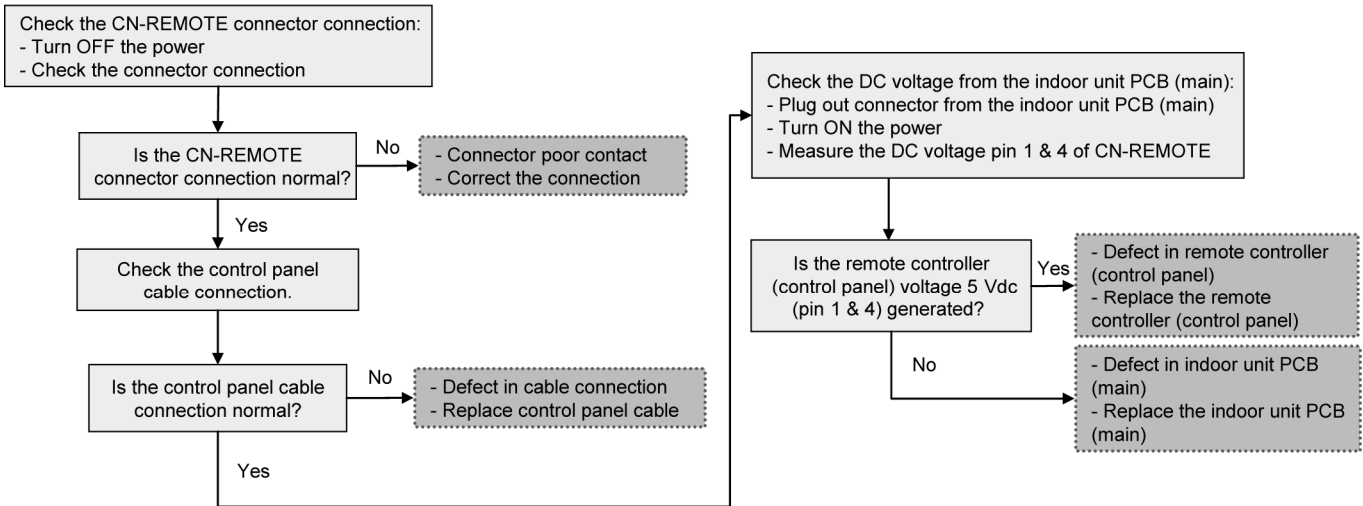 Check the CN-REMOTE connector connection:
- Turn OFF the power
- Check the connector connection
Is the CN-REMOTE
connector connection normal?
No
- Connector poor contact
- Correct the connection
Yes
Check the control panel
cable connection.
Is the control panel cable
connection normal?
No
- Defect in cable connection
- Replace control panel cable
Yes
Check the DC voltage from the indoor unit PCB (main):
- Plug out connector from the indoor unit PCB (main)
- Turn ON the power
- Measure the DC voltage pin 1 & 4 of CN-REMOTE
Is the remote controller
(control panel) voltage 5 Vdc
(pin 1 & 4) generated?
Yes
- Defect in remote controller
(control panel)
- Replace the remote
controller (control panel)
No
- Defect in indoor unit PCB
(main)
- Replace the indoor unit PCB
(main)